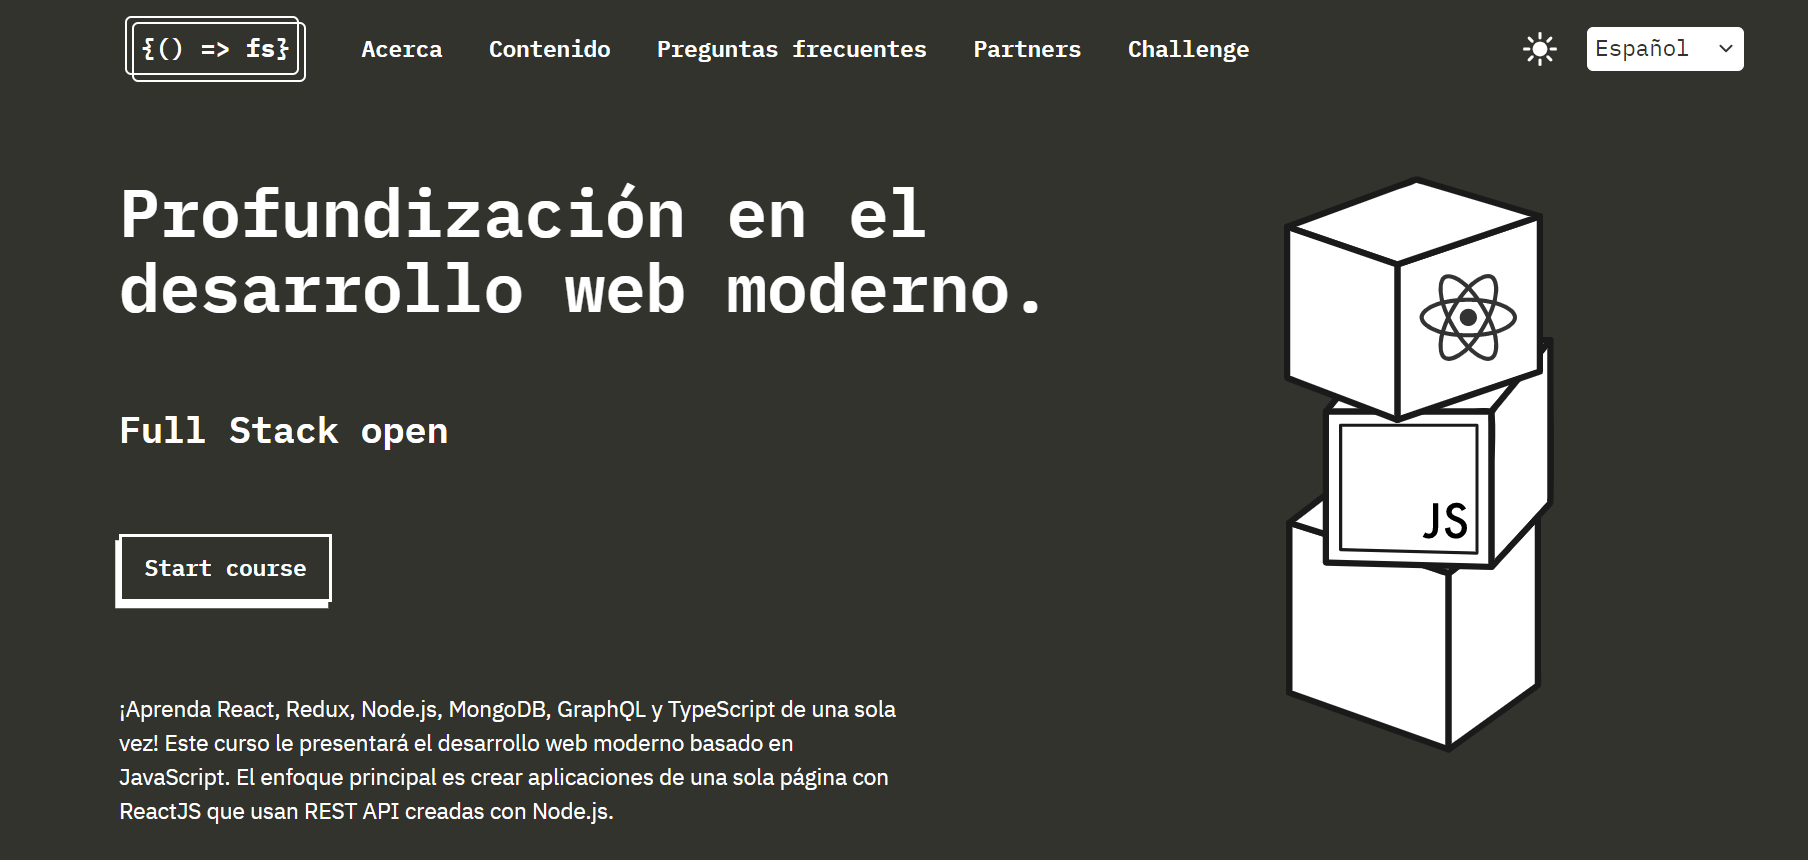 {() => fs}
Acerca
Contenido
Preguntas frecuentes
Partners
Challenge
Español
Profundización en el
desarrollo web moderno.
Full Stack open
Start course
¡Aprenda React, Redux, Node.js, MongoDB, GraphQL y TypeScript de una sola
vez! Este curso le presentará el desarrollo web moderno basado en
JavaScript. El enfoque principal es crear aplicaciones de una sola página con
ReactJS que usan REST API creadas con Node.js.
JS